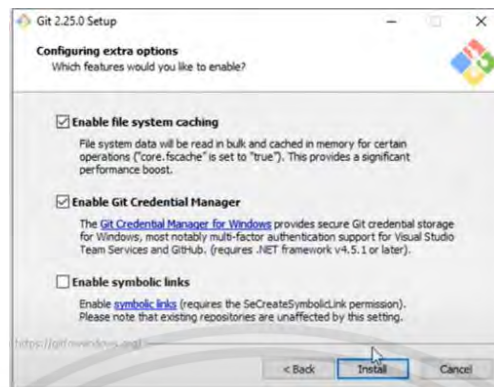 Git 2.25.0 Setup
Configuring extra options
Which features would you like to enable?
Enable file system caching
File system data will be read in bulk and cached in memory for certain
operations ("core.fscache" is set to "true"). This provides a significant
performance boost.
Enable Git Credential Manager
The Git Credential Manager for Windows provides secure Git credential storage
for Windows, most notably multi-factor authentication support for Visual Studio
Team Services and GitHub. (requires .NET framework v4.5.1 or later).
Enable symbolic links
Enable symbolic links (requires the SeCreateSymbolicLink permission).
Please note that existing repositories are unaffected by this setting.
https://gitforwindows.org/
< Back Install Cancel